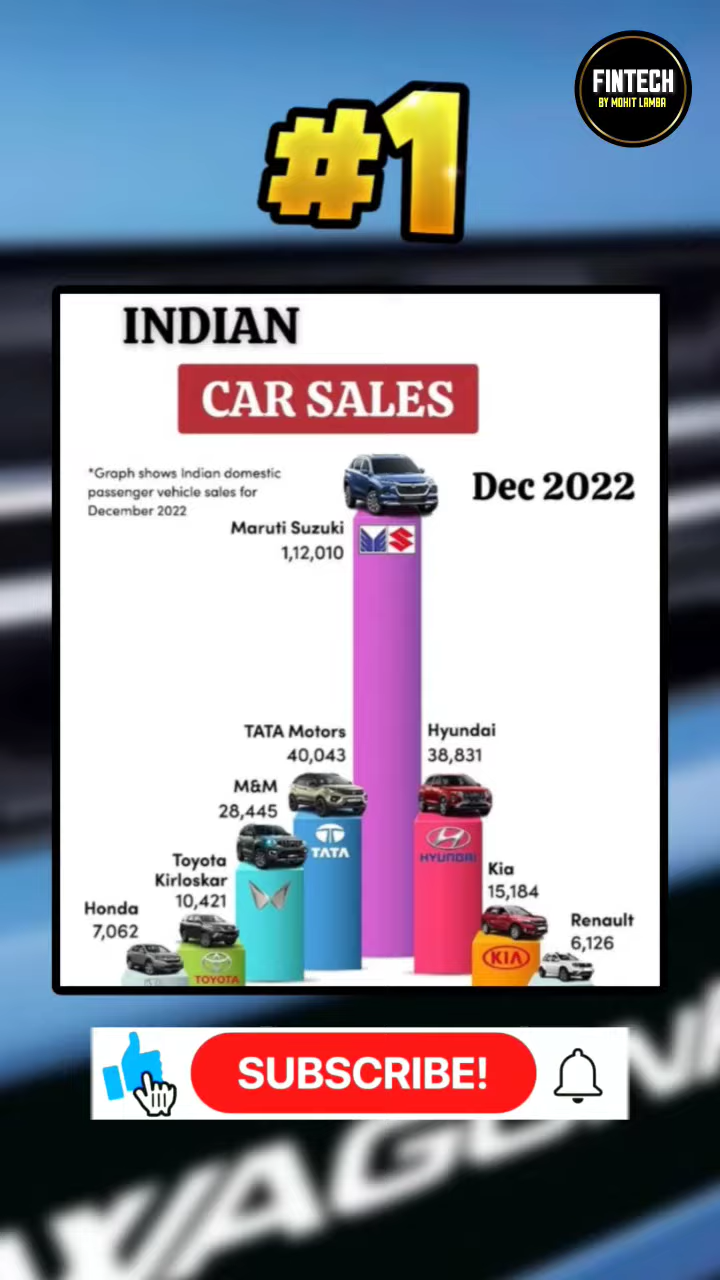 FINTECH
BY MOHIT LAMBA
#1
INDIAN
CAR SALES
*Graph shows Indian domestic
passenger vehicle sales for
December 2022
Dec 2022
Maruti Suzuki
1,12,010
TATA Motors
40,043
Hyundai
38,831
M&M
28,445
TATA
HYUNDAI
Toyota
Kirloskar
10,421
Kia
15,184
Honda
7,062
Renault
6,126
TOYOTA
KIA
SUBSCRIBE!